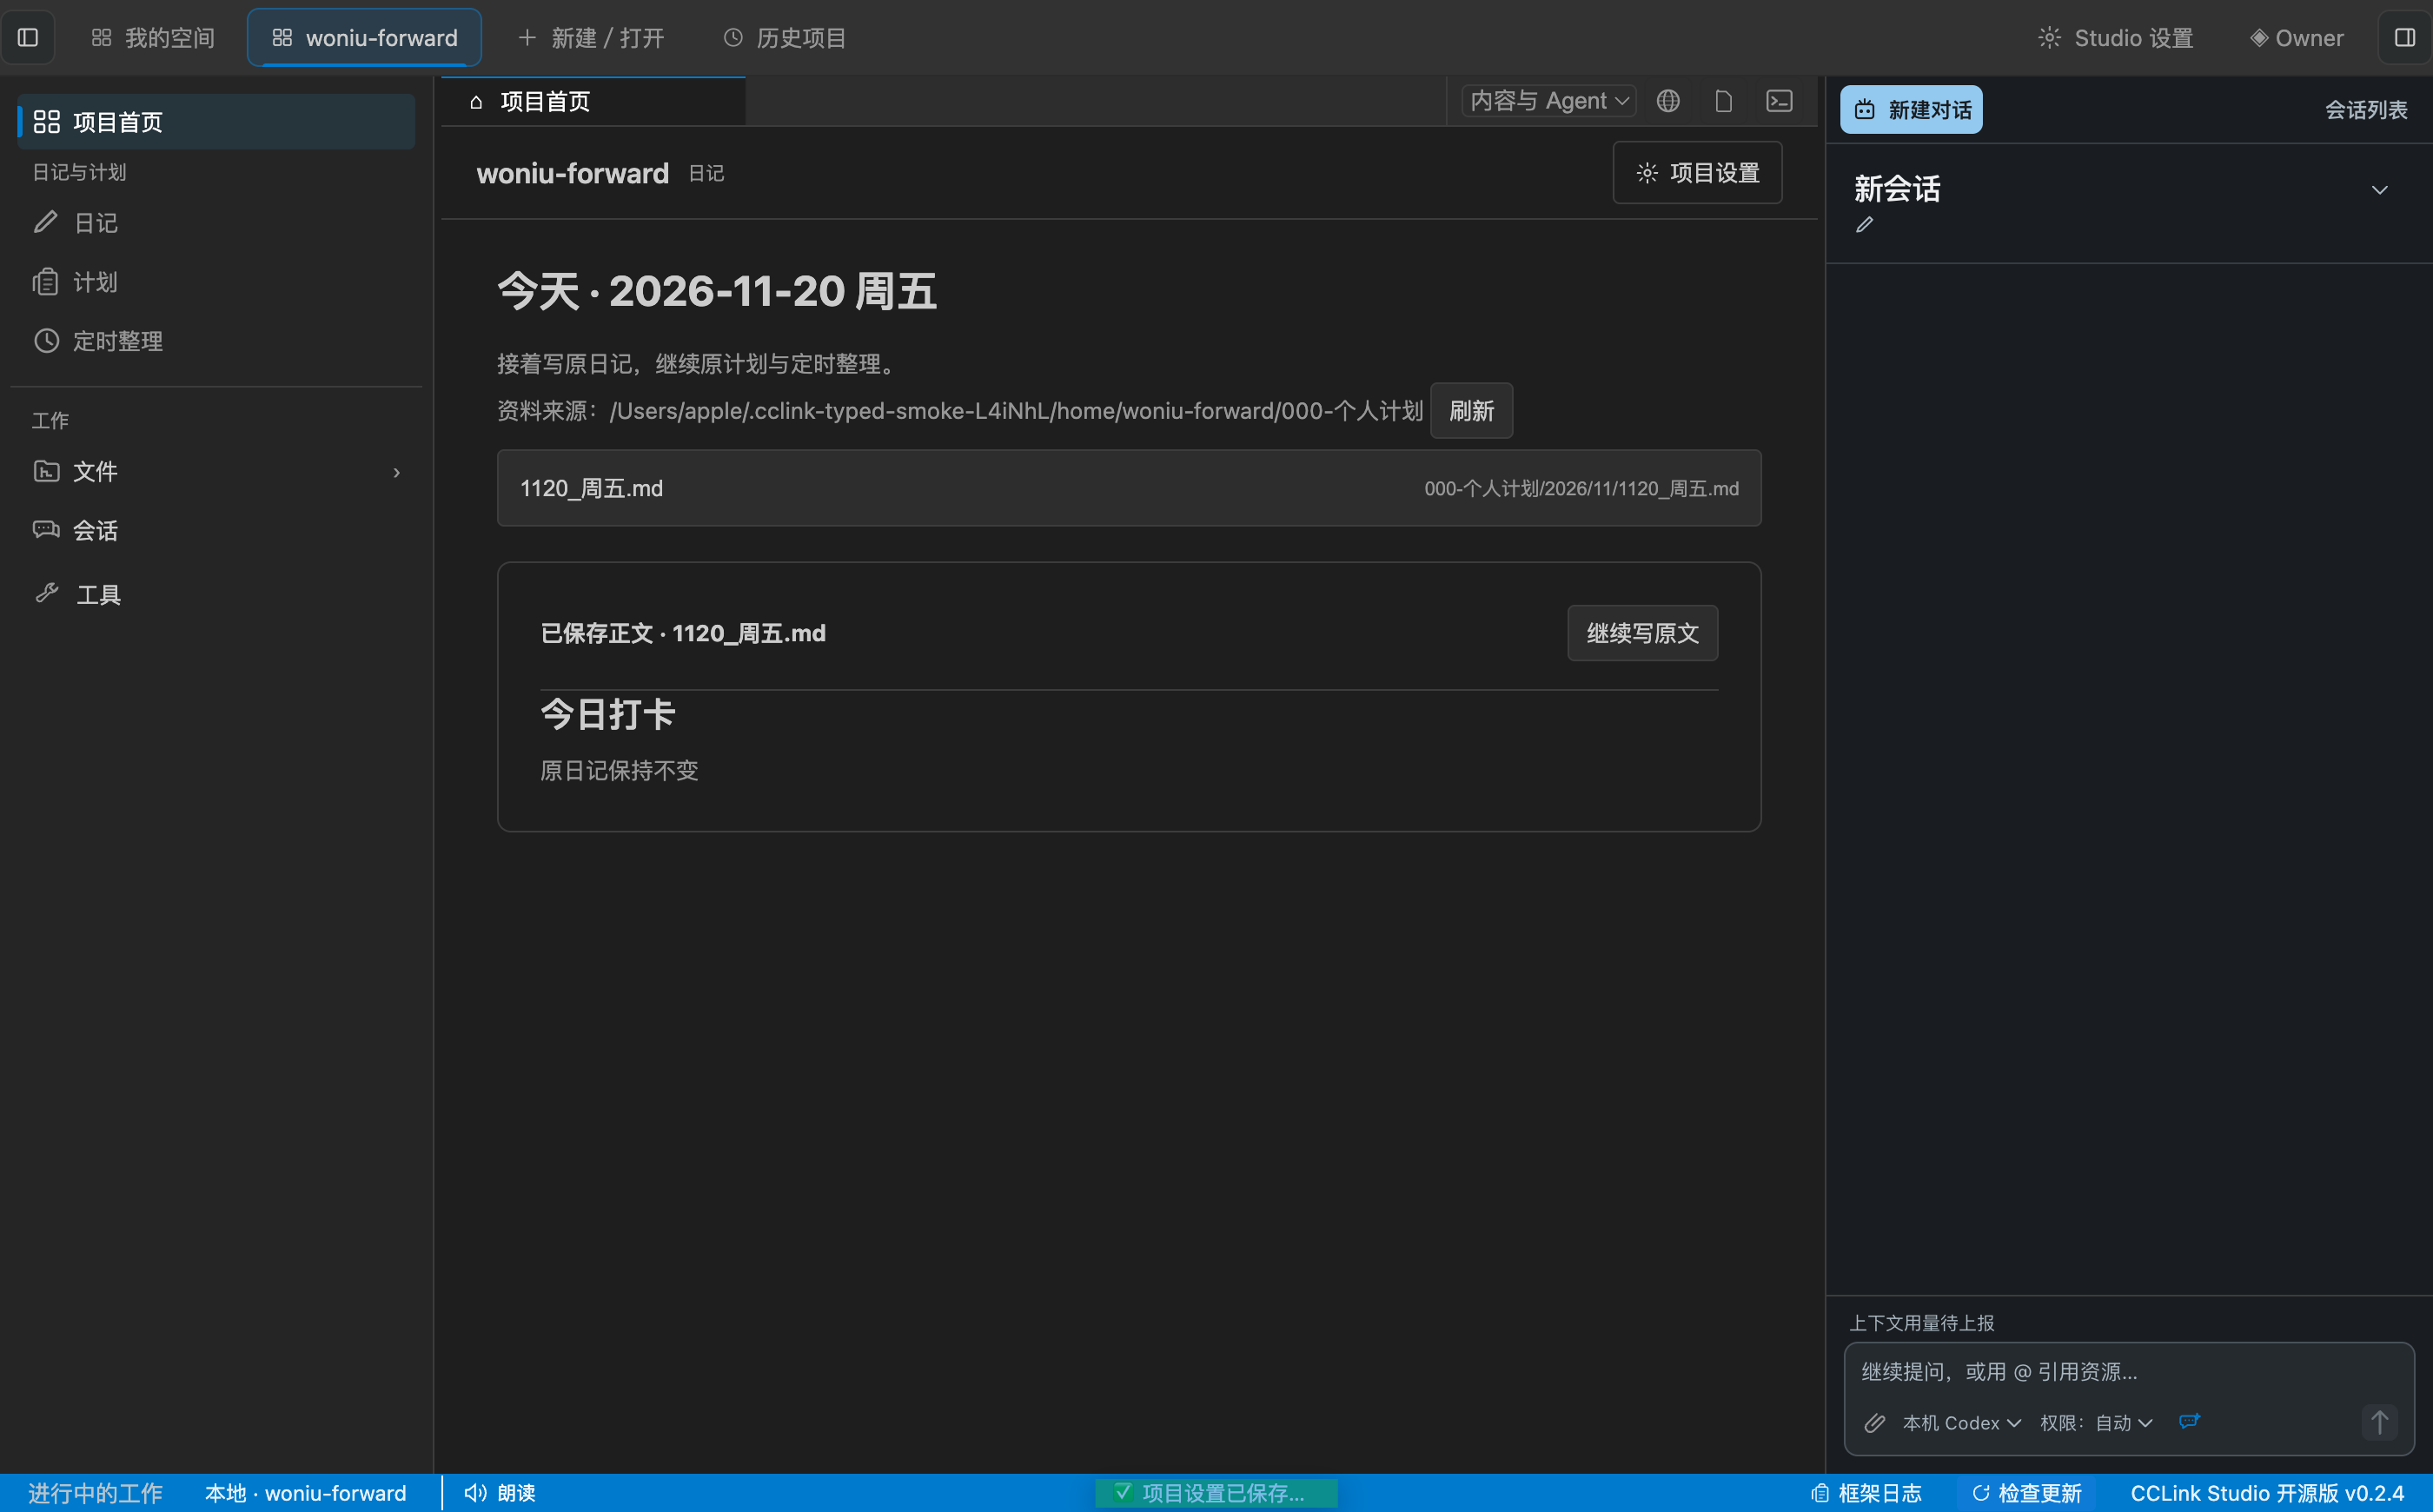 我的空间
woniu-forward
新建 / 打开
历史项目
Studio 设置
Owner
项目首页
日记与计划
日记
计划
定时整理
工作
文件
会话
工具
项目首页
内容与 Agent
woniu-forward 日记
项目设置
今天 · 2026-11-20 周五
接着写原日记，继续原计划与定时整理。
资料来源：/Users/apple/.cclink-typed-smoke-L4iNhL/home/woniu-forward/000-个人计划
刷新
1120_周五.md
000-个人计划/2026/11/1120_周五.md
已保存正文 · 1120_周五.md
继续写原文
今日打卡
原日记保持不变
新建对话
会话列表
新会话
上下文用量待上报
继续提问，或用 @ 引用资源...
本机 Codex
权限：自动
进行中的工作
本地 · woniu-forward
朗读
项目设置已保存...
框架日志
检查更新
CCLink Studio 开源版 v0.2.4